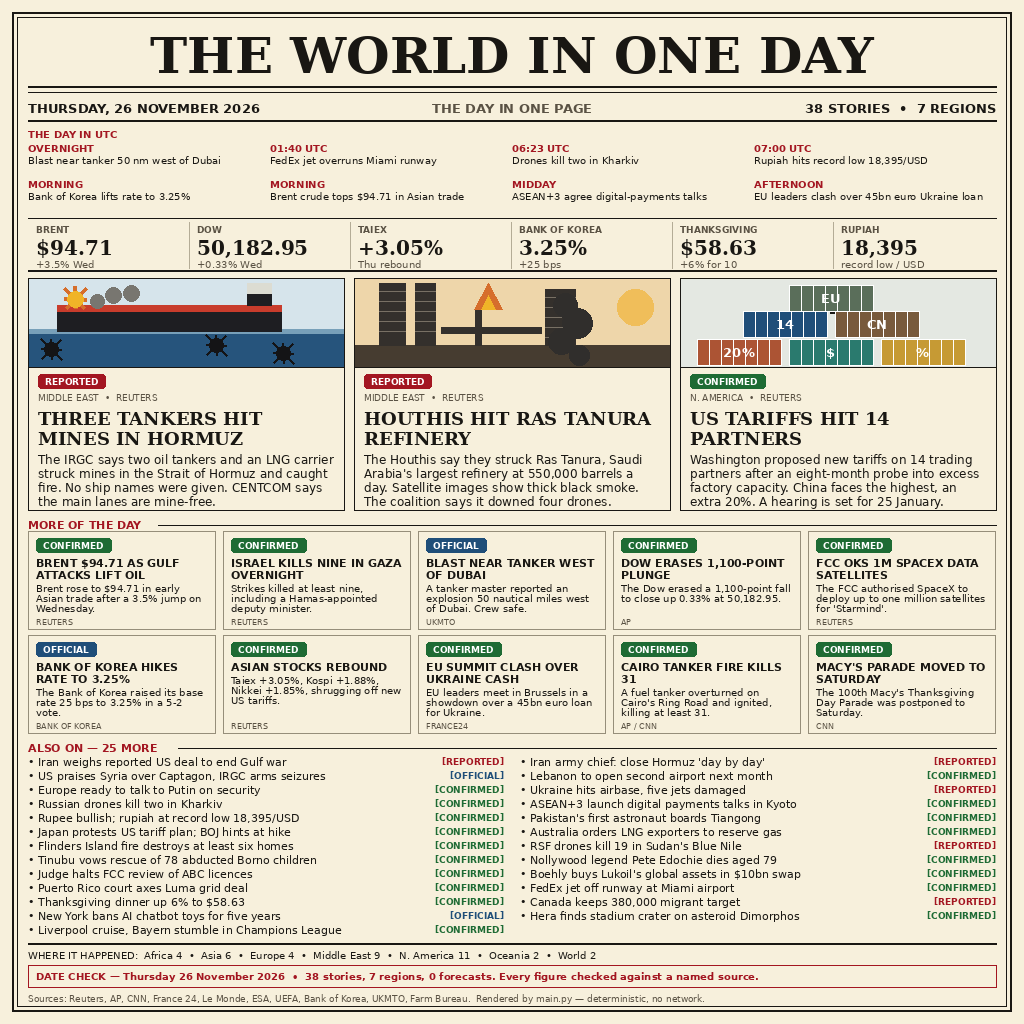 THE WORLD IN ONE DAY
THURSDAY, 26 NOVEMBER 2026 THE DAY IN ONE PAGE 38 STORIES • 7 REGIONS
THE DAY IN UTC
OVERNIGHT
Blast near tanker 50 nm west of Dubai
01:40 UTC
FedEx jet overruns Miami runway
06:23 UTC
Drones kill two in Kharkiv
07:00 UTC
Rupiah hits record low 18,395/USD
MORNING
Bank of Korea lifts rate to 3.25%
MORNING
Brent crude tops $94.71 in Asian trade
MIDDAY
ASEAN+3 agree digital-payments talks
AFTERNOON
EU leaders clash over 45bn euro Ukraine loan
BRENT
$94.71
+3.5% Wed
DOW
50,182.95
+0.33% Wed
TAIEX
+3.05%
Thu rebound
BANK OF KOREA
3.25%
+25 bps
THANKSGIVING
$58.63
+6% for 10
RUPIAH
18,395
record low / USD
REPORTED
MIDDLE EAST • REUTERS
THREE TANKERS HIT
MINES IN HORMUZ
The IRGC says two oil tankers and an LNG carrier
struck mines in the Strait of Hormuz and caught
fire. No ship names were given. CENTCOM says
the main lanes are mine-free.
REPORTED
MIDDLE EAST • REUTERS
HOUTHIS HIT RAS TANURA
REFINERY
The Houthis say they struck Ras Tanura, Saudi
Arabia's largest refinery at 550,000 barrels a
day. Satellite images show thick black smoke.
The coalition says it downed four drones.
EU
14 CN
20% $ %
CONFIRMED
N. AMERICA • REUTERS
US TARIFFS HIT 14
PARTNERS
Washington proposed new tariffs on 14 trading
partners after an eight-month probe into excess
factory capacity. China faces the highest, an
extra 20%. A hearing is set for 25 January.
MORE OF THE DAY
CONFIRMED
BRENT $94.71 AS GULF
ATTACKS LIFT OIL
Brent rose to $94.71 in early
Asian trade after a 3.5% jump on
Wednesday.
REUTERS
CONFIRMED
ISRAEL KILLS NINE IN GAZA
OVERNIGHT
Strikes killed at least nine,
including a Hamas-appointed
deputy minister.
REUTERS
OFFICIAL
BLAST NEAR TANKER WEST
OF DUBAI
A tanker master reported an
explosion 50 nautical miles west
of Dubai. Crew safe.
UKMTO
CONFIRMED
DOW ERASES 1,100-POINT
PLUNGE
The Dow erased a 1,100-point fall
to close up 0.33% at 50,182.95.
AP
CONFIRMED
FCC OKS 1M SPACEX DATA
SATELLITES
The FCC authorised SpaceX to
deploy up to one million satellites
for 'Starmind'.
REUTERS
OFFICIAL
BANK OF KOREA HIKES
RATE TO 3.25%
The Bank of Korea raised its base
rate 25 bps to 3.25% in a 5-2
vote.
BANK OF KOREA
CONFIRMED
ASIAN STOCKS REBOUND
Taiex +3.05%, Kospi +1.88%,
Nikkei +1.85%, shrugging off new
US tariffs.
REUTERS
CONFIRMED
EU SUMMIT CLASH OVER
UKRAINE CASH
EU leaders meet in Brussels in a
showdown over a 45bn euro loan
for Ukraine.
FRANCE24
CONFIRMED
CAIRO TANKER FIRE KILLS
31
A fuel tanker overturned on
Cairo's Ring Road and ignited,
killing at least 31.
AP / CNN
CONFIRMED
MACY'S PARADE MOVED TO
SATURDAY
The 100th Macy's Thanksgiving
Day Parade was postponed to
Saturday.
CNN
ALSO ON — 25 MORE
• Iran weighs reported US deal to end Gulf war [REPORTED]
• US praises Syria over Captagon, IRGC arms seizures [OFFICIAL]
• Europe ready to talk to Putin on security [CONFIRMED]
• Russian drones kill two in Kharkiv [CONFIRMED]
• Rupee bullish; rupiah at record low 18,395/USD [CONFIRMED]
• Japan protests US tariff plan; BOJ hints at hike [CONFIRMED]
• Flinders Island fire destroys at least six homes [CONFIRMED]
• Tinubu vows rescue of 78 abducted Borno children [CONFIRMED]
• Judge halts FCC review of ABC licences [CONFIRMED]
• Puerto Rico court axes Luma grid deal [CONFIRMED]
• Thanksgiving dinner up 6% to $58.63 [CONFIRMED]
• New York bans AI chatbot toys for five years [OFFICIAL]
• Liverpool cruise, Bayern stumble in Champions League [CONFIRMED]
• Iran army chief: close Hormuz 'day by day' [REPORTED]
• Lebanon to open second airport next month [CONFIRMED]
• Ukraine hits airbase, five jets damaged [REPORTED]
• ASEAN+3 launch digital payments talks in Kyoto [CONFIRMED]
• Pakistan's first astronaut boards Tiangong [CONFIRMED]
• Australia orders LNG exporters to reserve gas [CONFIRMED]
• RSF drones kill 19 in Sudan's Blue Nile [REPORTED]
• Nollywood legend Pete Edochie dies aged 79 [CONFIRMED]
• Boehly buys Lukoil's global assets in $10bn swap [CONFIRMED]
• FedEx jet off runway at Miami airport [CONFIRMED]
• Canada keeps 380,000 migrant target [REPORTED]
• Hera finds stadium crater on asteroid Dimorphos [CONFIRMED]
WHERE IT HAPPENED: Africa 4 • Asia 6 • Europe 4 • Middle East 9 • N. America 11 • Oceania 2 • World 2
DATE CHECK — Thursday 26 November 2026 • 38 stories, 7 regions, 0 forecasts. Every figure checked against a named source.
Sources: Reuters, AP, CNN, France 24, Le Monde, ESA, UEFA, Bank of Korea, UKMTO, Farm Bureau. Rendered by main.py — deterministic, no network.